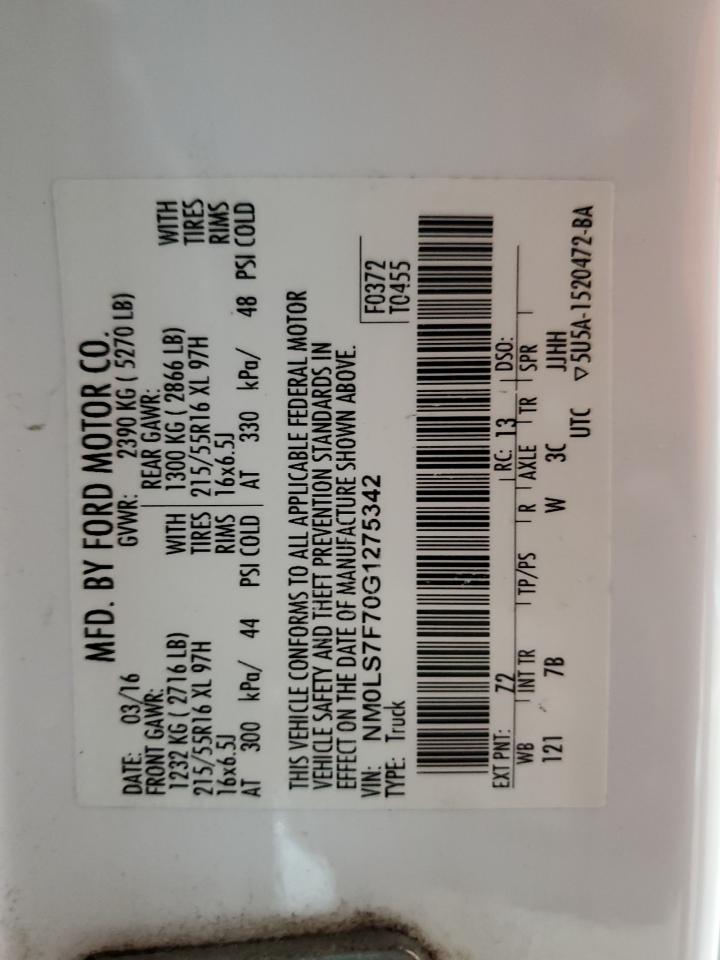 MFD. BY FORD MOTOR CO.
DATE: 03/16 GVWR: 2390 KG ( 5270 LB)
FRONT GAWR: REAR GAWR:
1232 KG ( 2716 LB) WITH 1300 KG ( 2866 LB) WITH
215/55R16 XL 97H TIRES 215/55R16 XL 97H TIRES
16x6.5J RIMS 16x6.5J RIMS
AT 300 kPa/ 44 PSI COLD AT 330 kPa/ 48 PSI COLD
THIS VEHICLE CONFORMS TO ALL APPLICABLE FEDERAL MOTOR
VEHICLE SAFETY AND THEFT PREVENTION STANDARDS IN
EFFECT ON THE DATE OF MANUFACTURE SHOWN ABOVE.
VIN: NM0LS7F70G1275342 F0372
TYPE: Truck T0455
EXT PNT: Z2 RC: 13 DSO:
WB INT TR TP/PS R AXLE TR SPR
121 7B W 3C JJHH
UTC ▽5U5A-1520472-BA